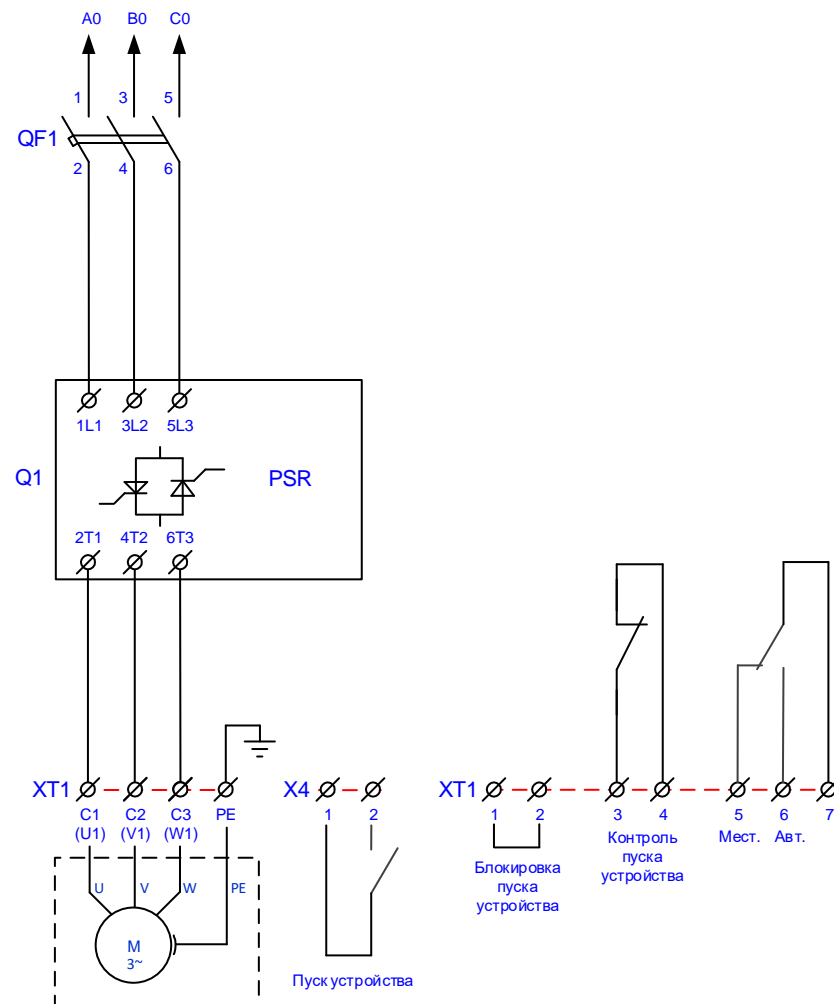 A0 B0 C0
1 3 5
QF1
2 4 6
1L1 3L2 5L3
Q1 PSR
2T1 4T2 6T3
XT1 X4 XT1
C1 C2 C3 PE 1 2 1 2 3 4 5 6 7
(U1) (V1) (W1)
Контроль
пуска
устройства
Мест. Авт.
Блокировка
пуска
устройства
U V W PE
M
3~
Пуск устройства